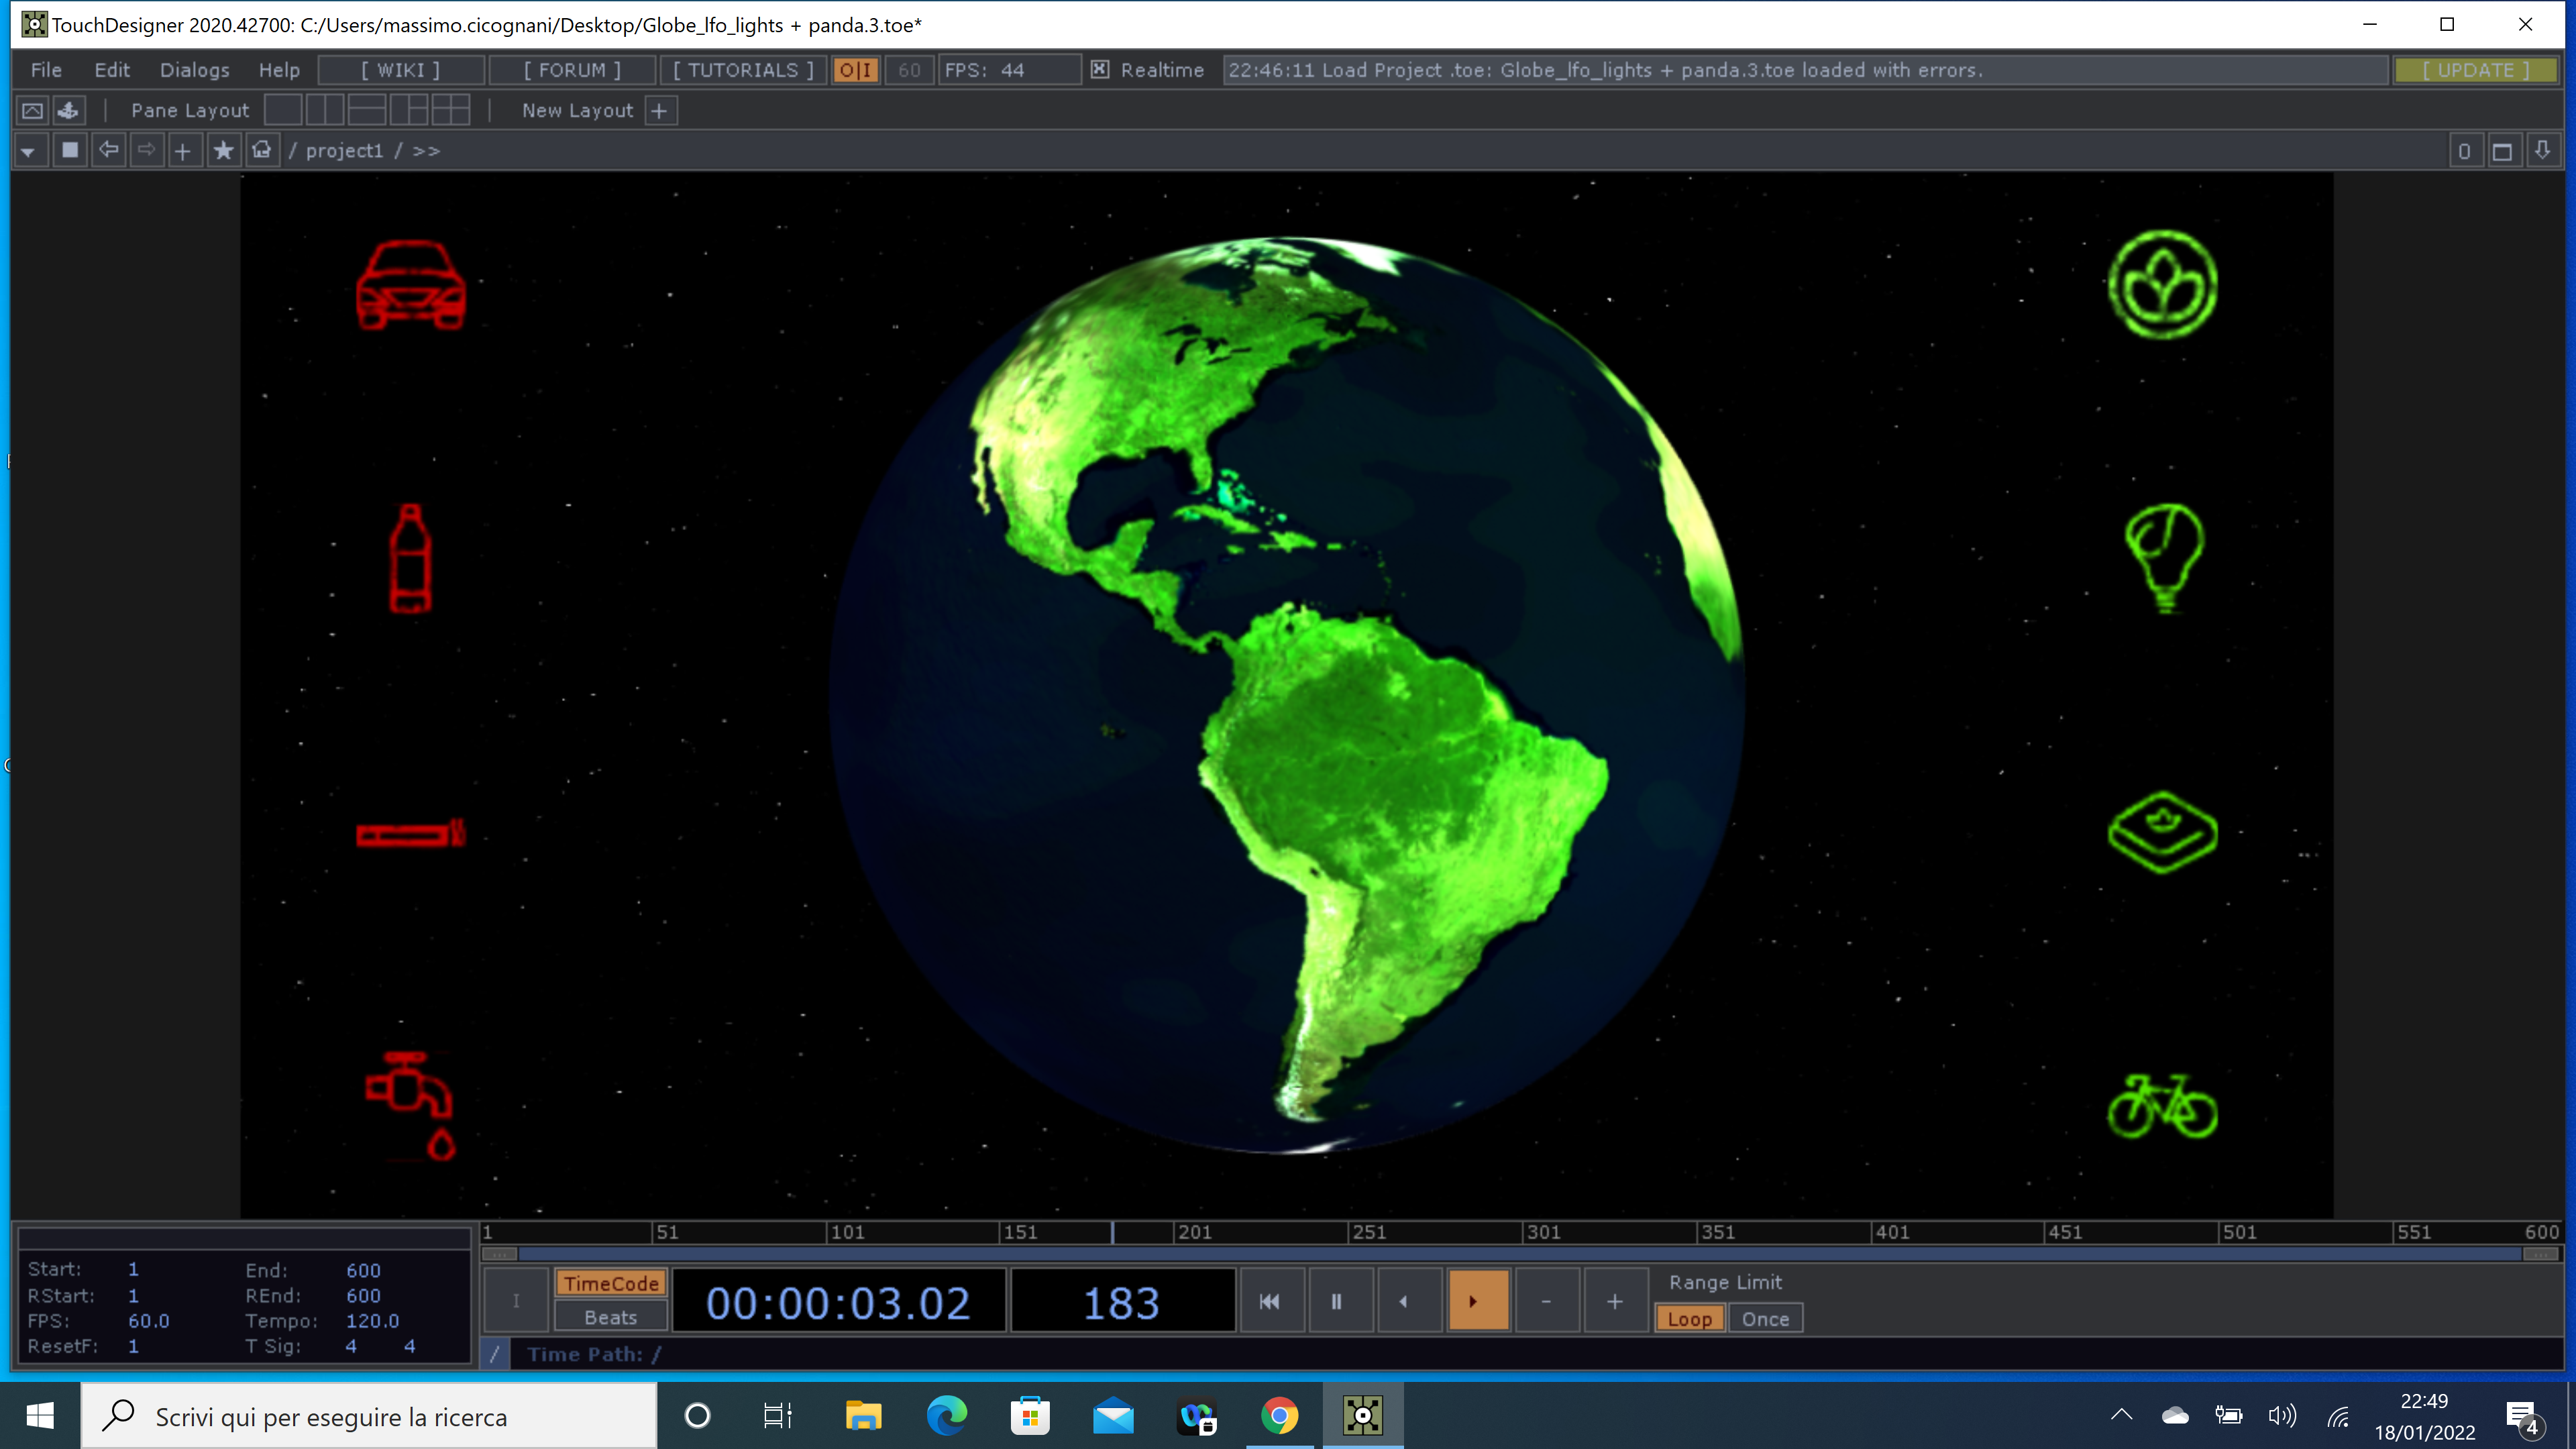 TouchDesigner 2020.42700: C:/Users/massimo.cicognani/Desktop/Globe_lfo_lights + panda.3.toe*
File Edit Dialogs Help [ WIKI ] [ FORUM ] [ TUTORIALS ] O|I 60 FPS: 44 Realtime 22:46:11 Load Project .toe: Globe_lfo_lights + panda.3.toe loaded with errors. [ UPDATE ]
Pane Layout New Layout +
/ project1 / >> 0
1 51 101 151 201 251 301 351 401 451 501 551 600
Start: 1 End: 600
RStart: 1 REnd: 600
FPS: 60.0 Tempo: 120.0
ResetF: 1 T Sig: 4 4
I TimeCode 00:00:03.02 183 - + Range Limit
Beats Loop Once
/ Time Path: /
Scrivi qui per eseguire la ricerca
22:49
18/01/2022
4